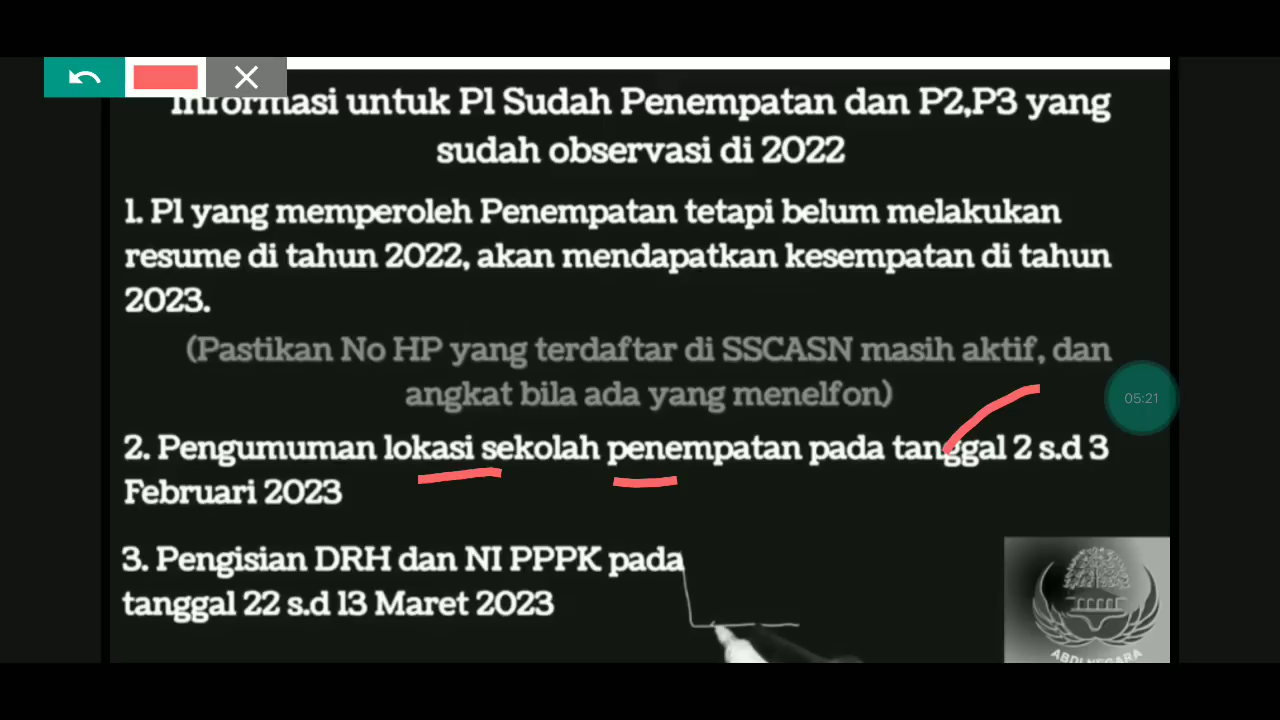 Informasi untuk P1 Sudah Penempatan dan P2,P3 yang
sudah observasi di 2022
1. P1 yang memperoleh Penempatan tetapi belum melakukan
resume di tahun 2022, akan mendapatkan kesempatan di tahun
2023.
(Pastikan No HP yang terdaftar di SSCASN masih aktif, dan
angkat bila ada yang menelfon)
05:21
2. Pengumuman lokasi sekolah penempatan pada tanggal 2 s.d 3
Februari 2023
3. Pengisian DRH dan NI PPPK pada
tanggal 22 s.d 13 Maret 2023
ABDI NEGARA